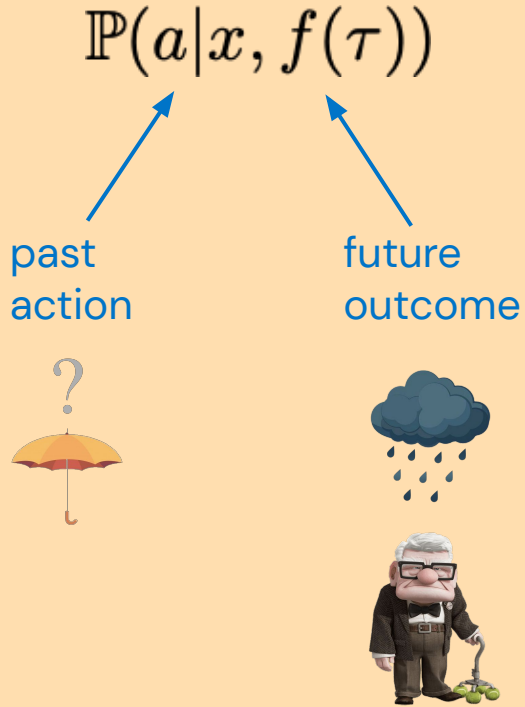 ℙ(a|x, f(τ))
past future
action outcome
?